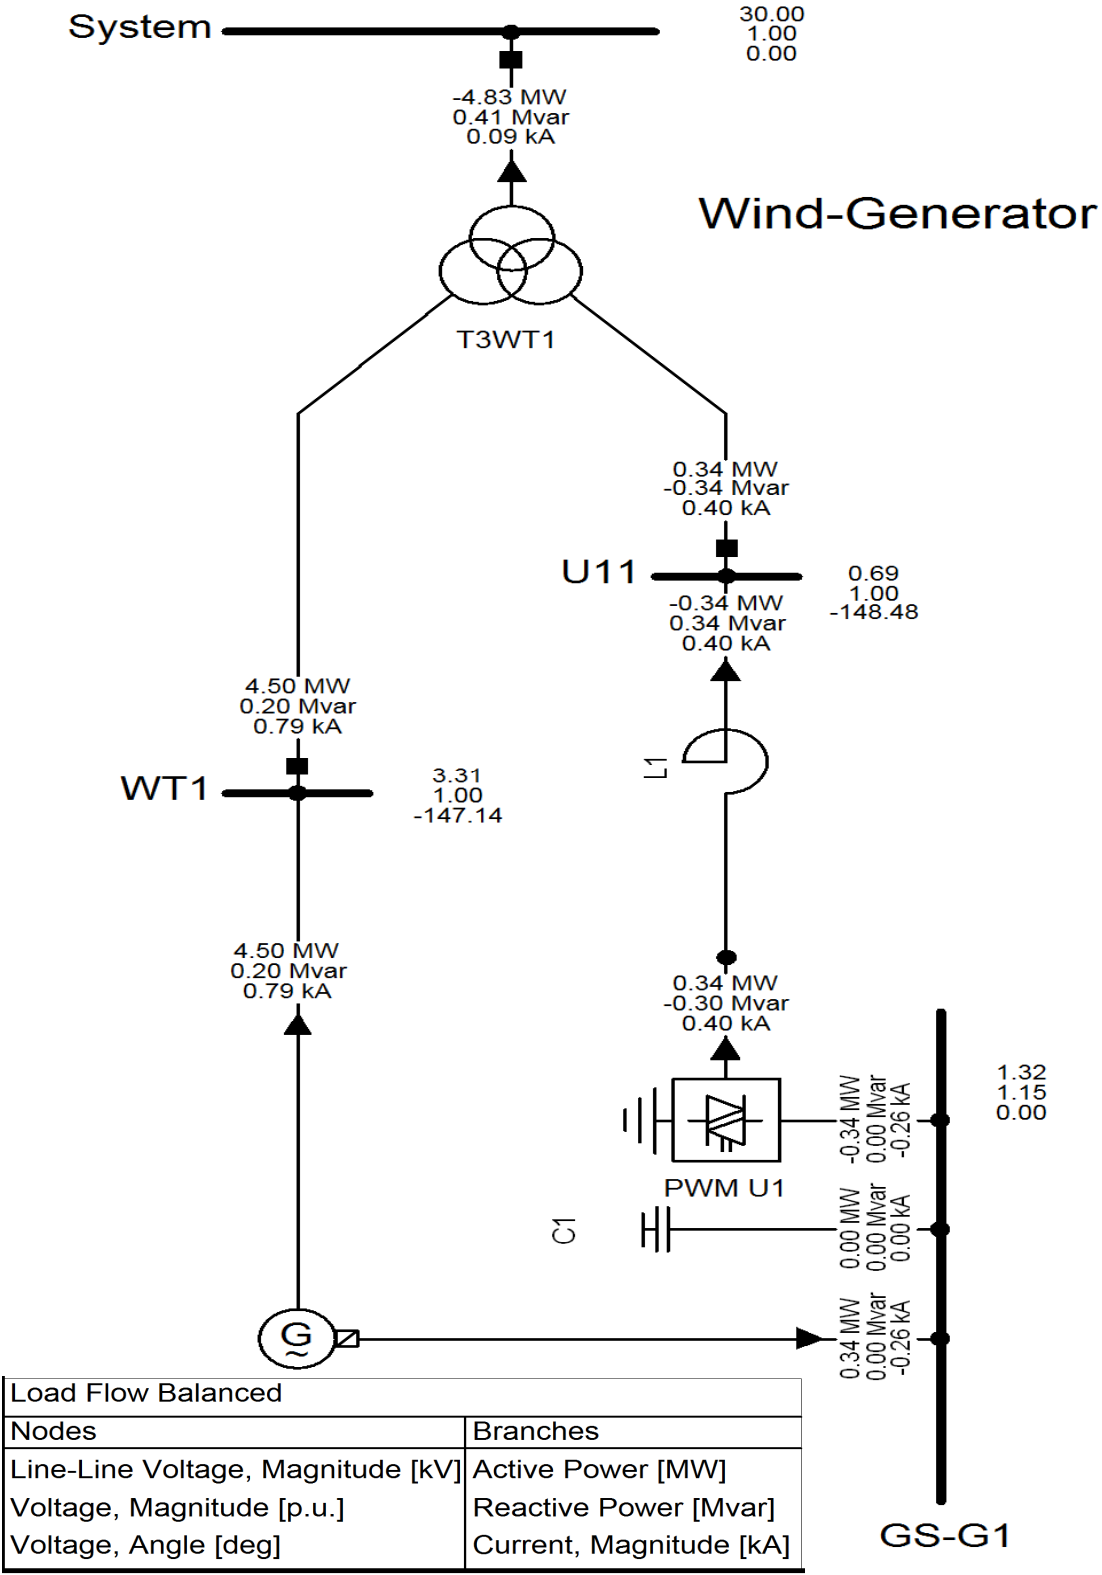 System
30.00
1.00
0.00
-4.83 MW
0.41 Mvar
0.09 kA
Wind-Generator
T3WT1
0.34 MW
-0.34 Mvar
0.40 kA
U11
0.69
1.00
-148.48
-0.34 MW
0.34 Mvar
0.40 kA
4.50 MW
0.20 Mvar
0.79 kA
L1
WT1
3.31
1.00
-147.14
4.50 MW
0.20 Mvar
0.79 kA
0.34 MW
-0.30 Mvar
0.40 kA
1.32
1.15
0.00
-0.34 MW
0.00 Mvar
-0.26 kA
PWM U1
C1
0.00 MW
0.00 Mvar
0.00 kA
G
~
0.34 MW
0.00 Mvar
-0.26 kA
Load Flow Balanced
Nodes
Branches
Line-Line Voltage, Magnitude [kV]
Active Power [MW]
Voltage, Magnitude [p.u.]
Reactive Power [Mvar]
Voltage, Angle [deg]
Current, Magnitude [kA]
GS-G1